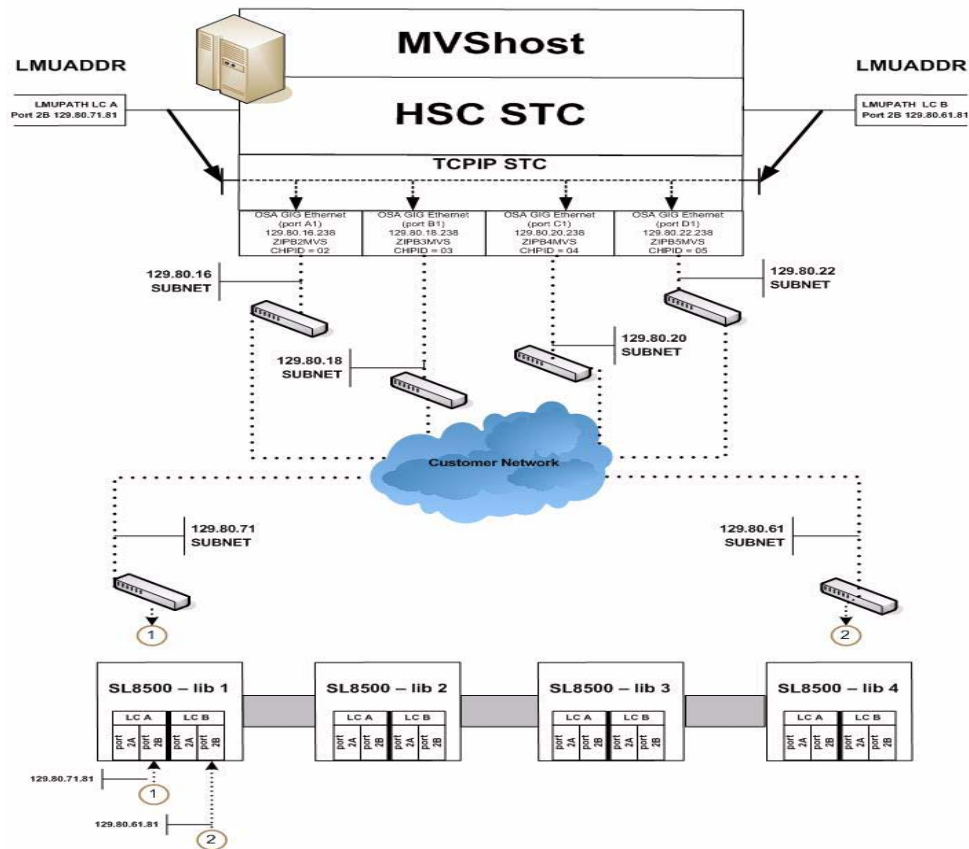 MVShost
HSC STC
TCPIP STC
LMUADDR
LMUPATH LC A
Port 2B 129.80.71.81
LMUADDR
LMUPATH LC B
Port 2B 129.80.61.81
OSA GIG Ethernet
(port A1)
129.80.16.238
ZIPB2MVS
CHPID = 02
OSA GIG Ethernet
(port B1)
129.80.18.238
ZIPB3MVS
CHPID = 03
OSA GIG Ethernet
(port C1)
129.80.20.238
ZIPB4MVS
CHPID = 04
OSA GIG Ethernet
(port D1)
129.80.22.238
ZIPB5MVS
CHPID = 05
129.80.16
SUBNET
129.80.18
SUBNET
129.80.20
SUBNET
129.80.22
SUBNET
Customer Network
129.80.71
SUBNET
129.80.61
SUBNET
1
2
SL8500 – lib 1
LC A
LC B
port 2A
port 2B
port 2A
port 2B
SL8500 – lib 2
LC A
LC B
port 2A
port 2B
port 2A
port 2B
SL8500 – lib 3
LC A
LC B
port 2A
port 2B
port 2A
port 2B
SL8500 – lib 4
LC A
LC B
port 2A
port 2B
port 2A
port 2B
129.80.71.81
1
129.80.61.81
2